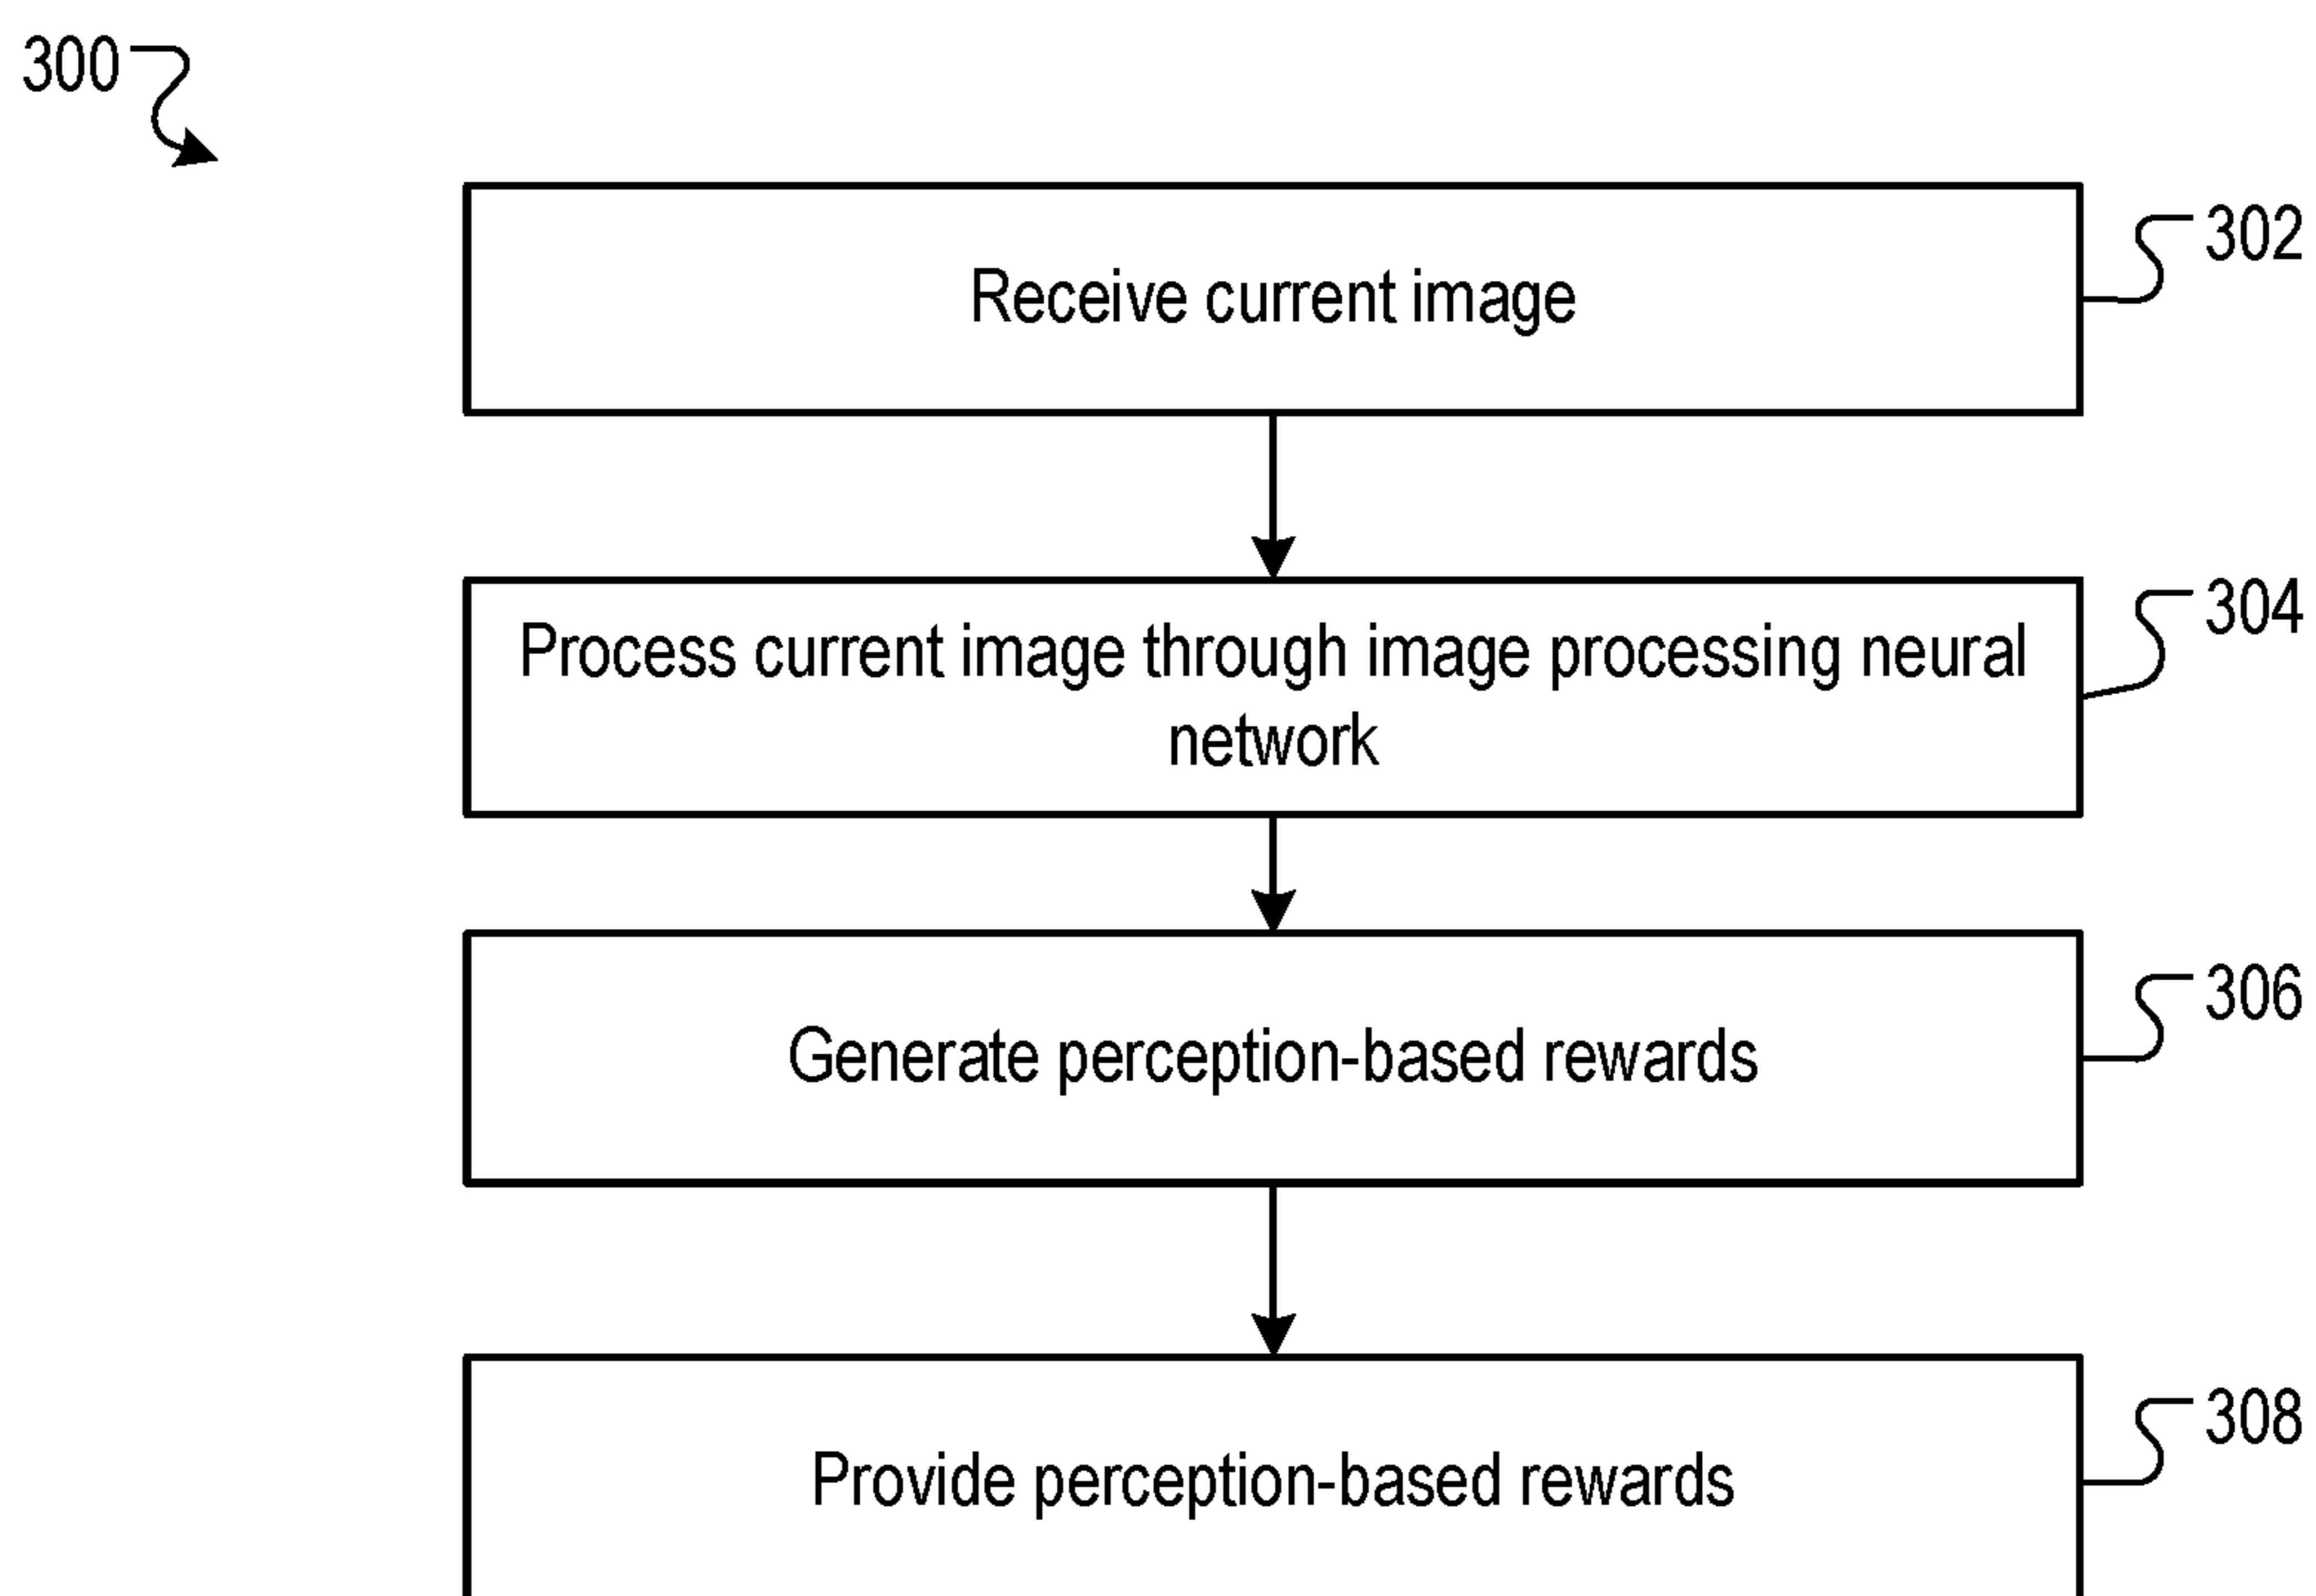 300
302
Receive current image
304
Process current image through image processing neural
network
306
Generate perception-based rewards
308
Provide perception-based rewards